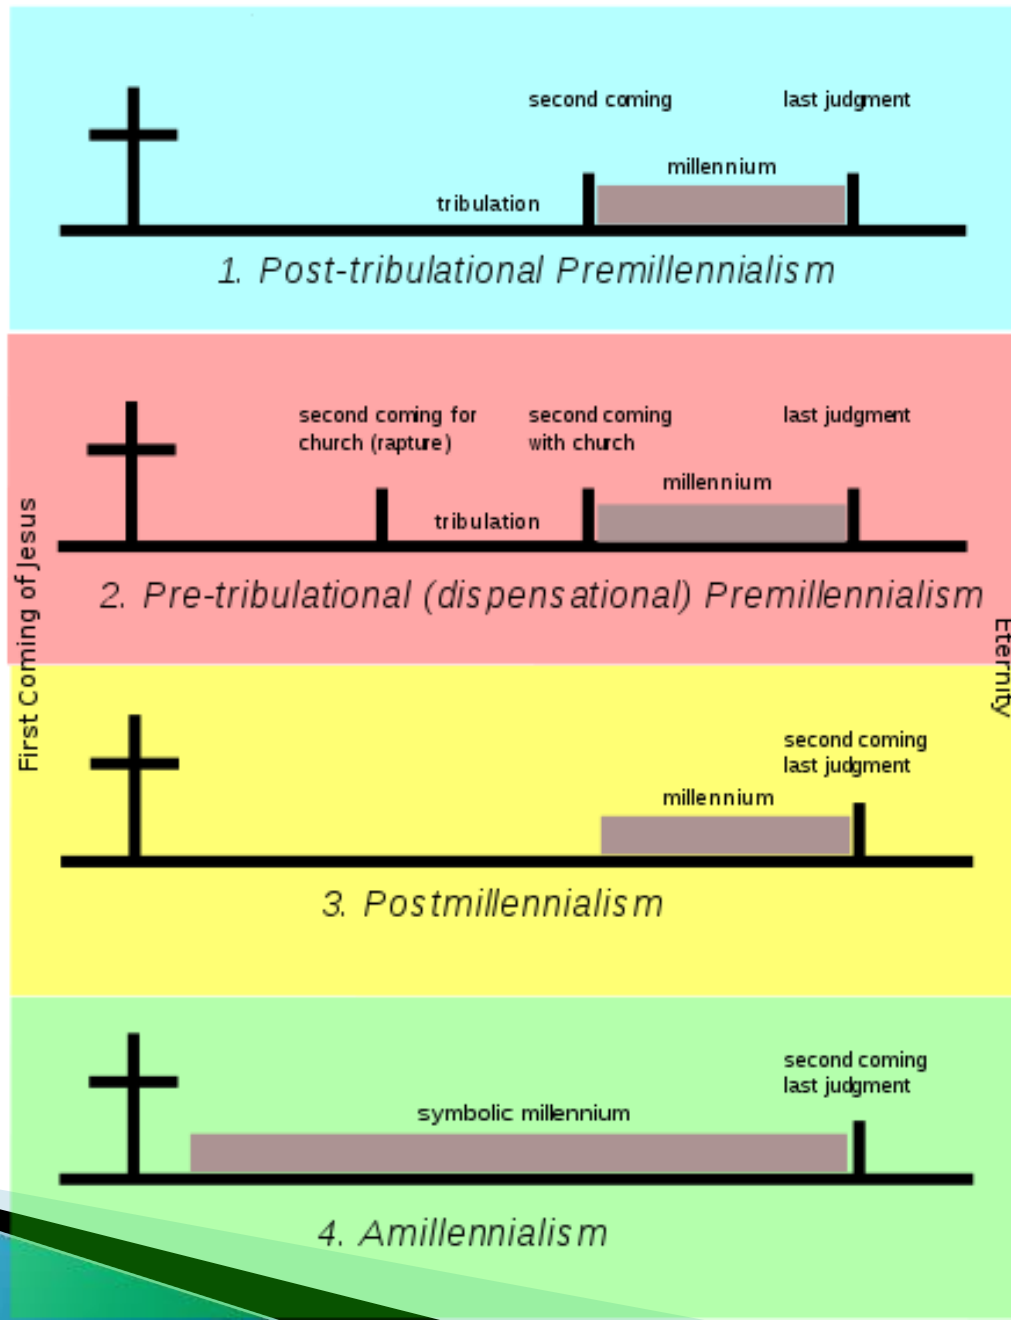 second coming
last judgment
millennium
tribulation
1. Post-tribulational Premillennialism
second coming for
church (rapture)
second coming
with church
last judgment
millennium
tribulation
2. Pre-tribulational (dispensational) Premillennialism
First Coming of Jesus
Eternity
second coming
last judgment
millennium
3. Postmillennialism
second coming
last judgment
symbolic millennium
4. Amillennialism